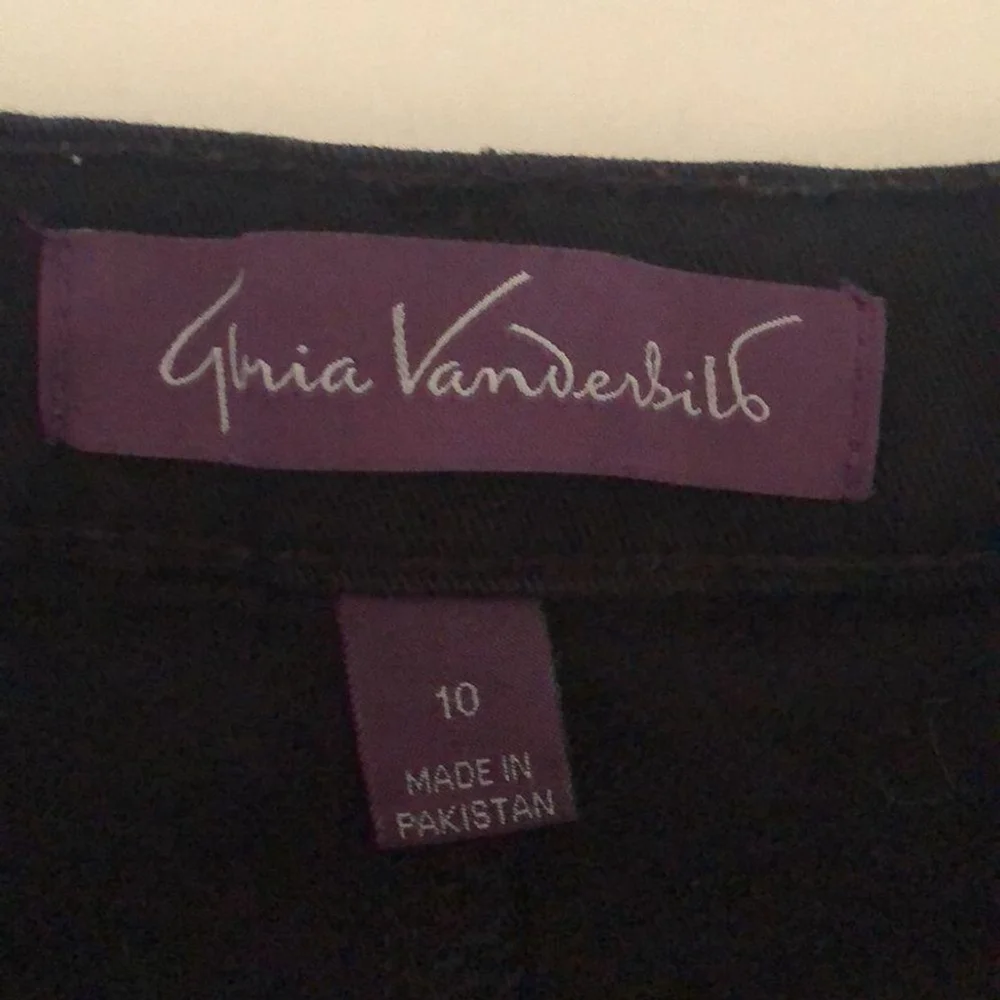 Gloria Vanderbilt
10
MADE IN
PAKISTAN